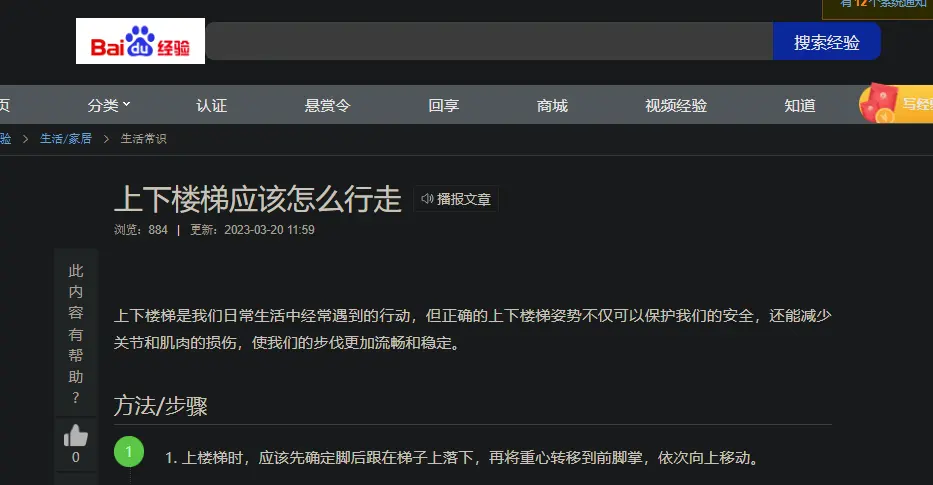 有12个系统通知
Bai du 经验
搜索经验
页 分类 认证 悬赏令 回享 商城 视频经验 知道 写经验
验 > 生活/家居 > 生活常识
上下楼梯应该怎么行走 播报文章
浏览：884 | 更新：2023-03-20 11:59
此内容有帮助？
0
上下楼梯是我们日常生活中经常遇到的行动，但正确的上下楼梯姿势不仅可以保护我们的安全，还能减少
关节和肌肉的损伤，使我们的步伐更加流畅和稳定。
方法/步骤
1
1. 上楼梯时，应该先确定脚后跟在梯子上落下，再将重心转移到前脚掌，依次向上移动。